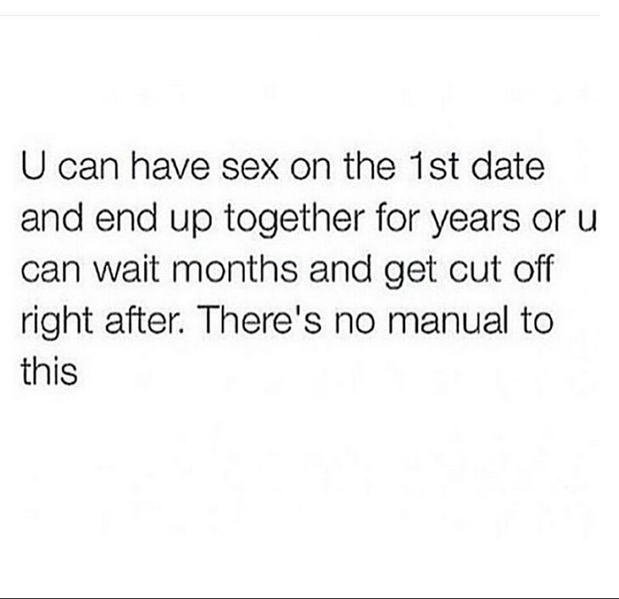 U can have sex on the 1st date
and end up together for years or u
can wait months and get cut off
right after. There's no manual to
this